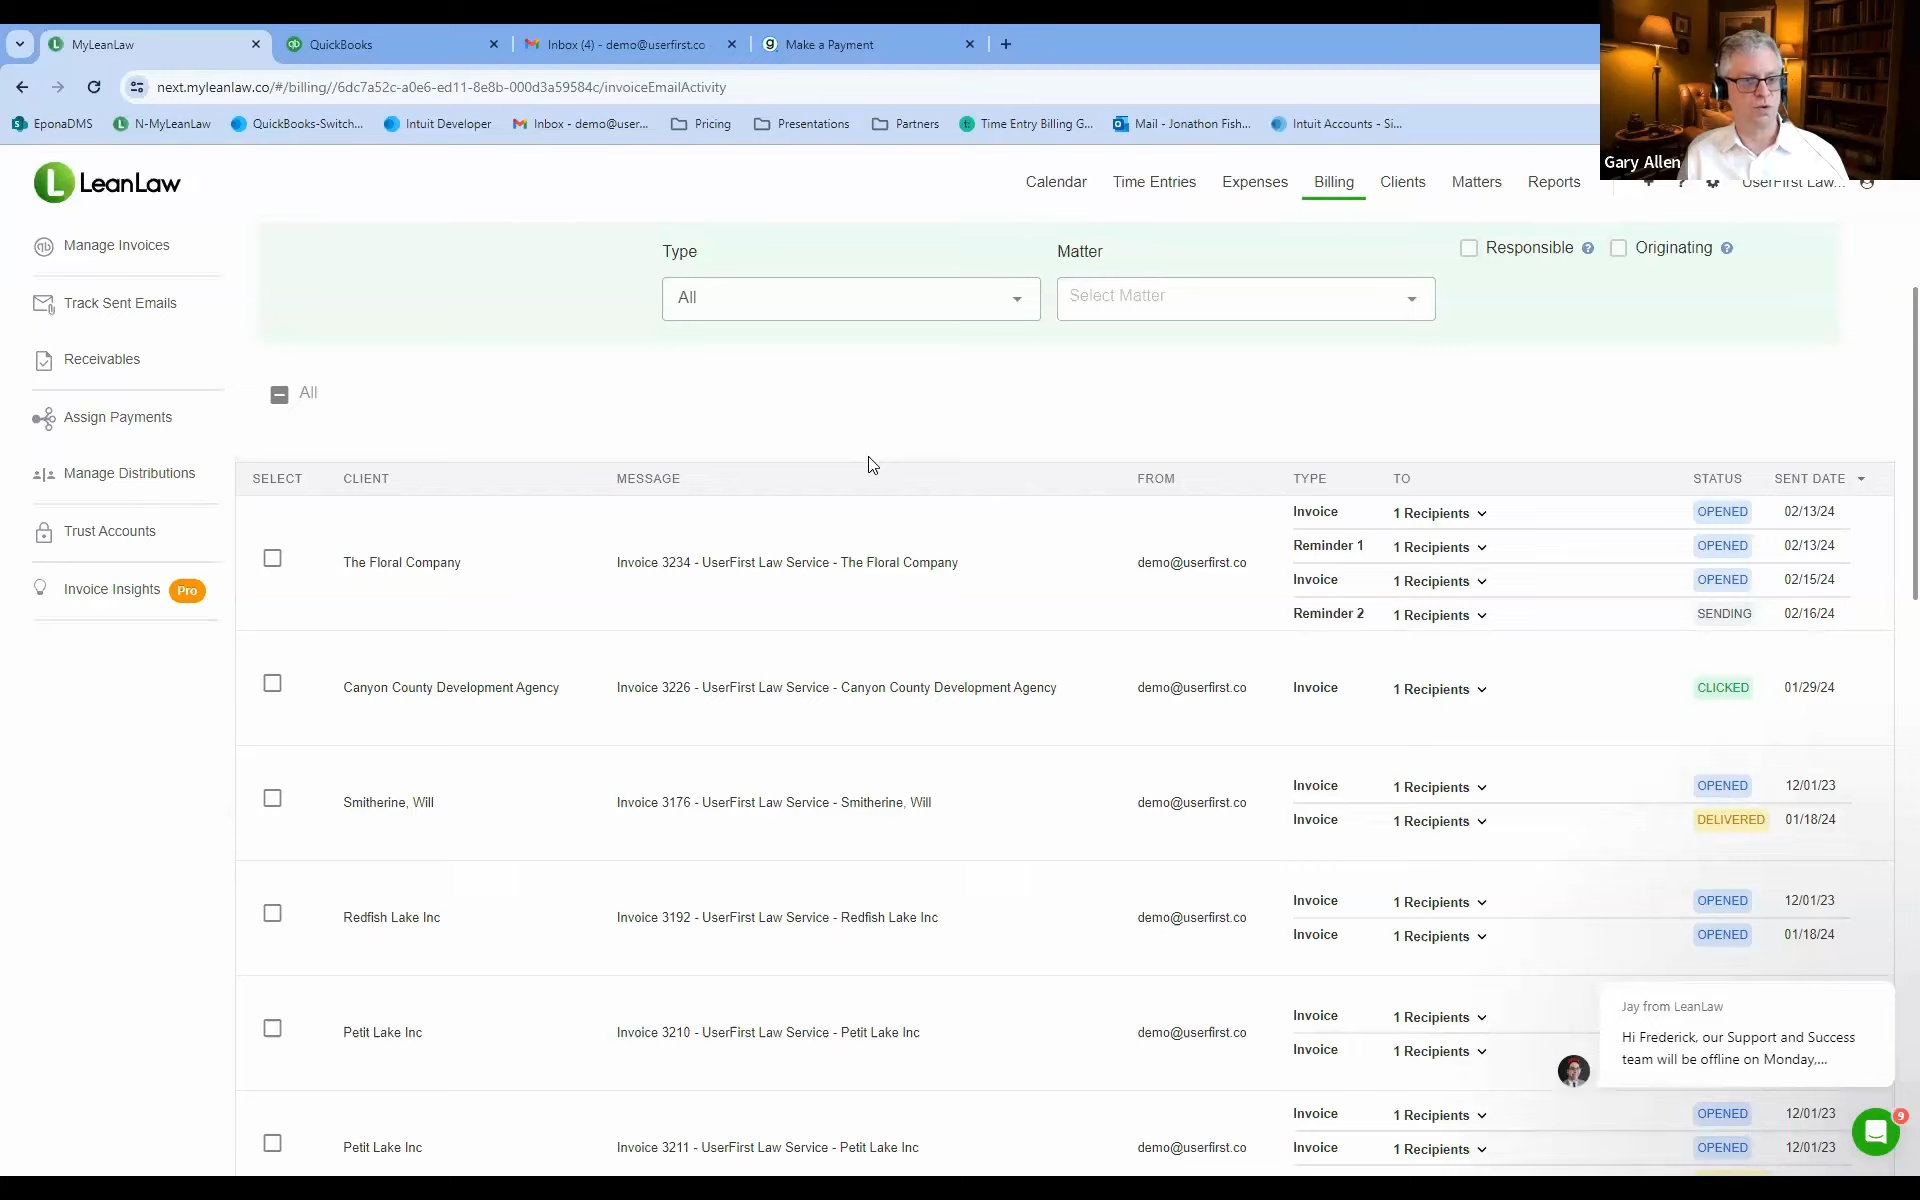 MyLeanLaw
QuickBooks
Inbox (4) - demo@userfirst.co
Make a Payment
next.myleanlaw.co/#/billing//6dc7a52c-a0e6-ed11-8e8b-000d3a59584c/invoiceEmailActivity
EponaDMS
N-MyLeanLaw
QuickBooks-Switch...
Intuit Developer
Inbox - demo@user...
Pricing
Presentations
Partners
Time Entry Billing G...
Mail - Jonathon Fish...
Intuit Accounts - Si...
Gary Allen
LeanLaw
Calendar
Time Entries
Expenses
Billing
Clients
Matters
Reports
UserFirst Law...
Manage Invoices
Track Sent Emails
Receivables
Assign Payments
Manage Distributions
Trust Accounts
Invoice Insights Pro
Type
Matter
Responsible
Originating
All
Select Matter
All
SELECT CLIENT MESSAGE FROM TYPE TO STATUS SENT DATE
Invoice 1 Recipients OPENED 02/13/24
Reminder 1 1 Recipients OPENED 02/13/24
The Floral Company Invoice 3234 - UserFirst Law Service - The Floral Company demo@userfirst.co
Invoice 1 Recipients OPENED 02/15/24
Reminder 2 1 Recipients SENDING 02/16/24
Canyon County Development Agency Invoice 3226 - UserFirst Law Service - Canyon County Development Agency demo@userfirst.co Invoice 1 Recipients CLICKED 01/29/24
Invoice 1 Recipients OPENED 12/01/23
Smitherine, Will Invoice 3176 - UserFirst Law Service - Smitherine, Will demo@userfirst.co
Invoice 1 Recipients DELIVERED 01/18/24
Invoice 1 Recipients OPENED 12/01/23
Redfish Lake Inc Invoice 3192 - UserFirst Law Service - Redfish Lake Inc demo@userfirst.co
Invoice 1 Recipients OPENED 01/18/24
Invoice 1 Recipients
Petit Lake Inc Invoice 3210 - UserFirst Law Service - Petit Lake Inc demo@userfirst.co
Invoice 1 Recipients
Invoice 1 Recipients OPENED 12/01/23
Petit Lake Inc Invoice 3211 - UserFirst Law Service - Petit Lake Inc demo@userfirst.co
Invoice 1 Recipients OPENED 12/01/23
Jay from LeanLaw
Hi Frederick, our Support and Success
team will be offline on Monday,...
9